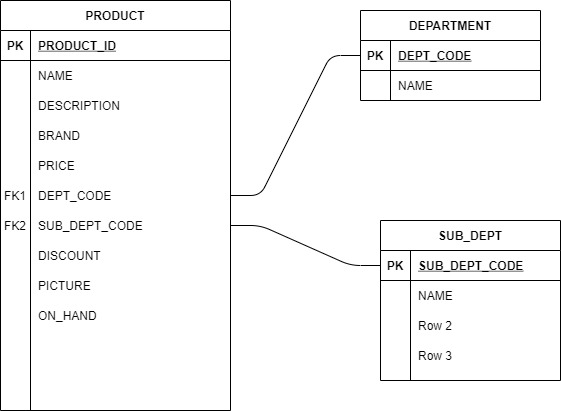 PRODUCT
PK PRODUCT_ID
NAME
DESCRIPTION
BRAND
PRICE
FK1 DEPT_CODE
FK2 SUB_DEPT_CODE
DISCOUNT
PICTURE
ON_HAND
DEPARTMENT
PK DEPT_CODE
NAME
SUB_DEPT
PK SUB_DEPT_CODE
NAME
Row 2
Row 3